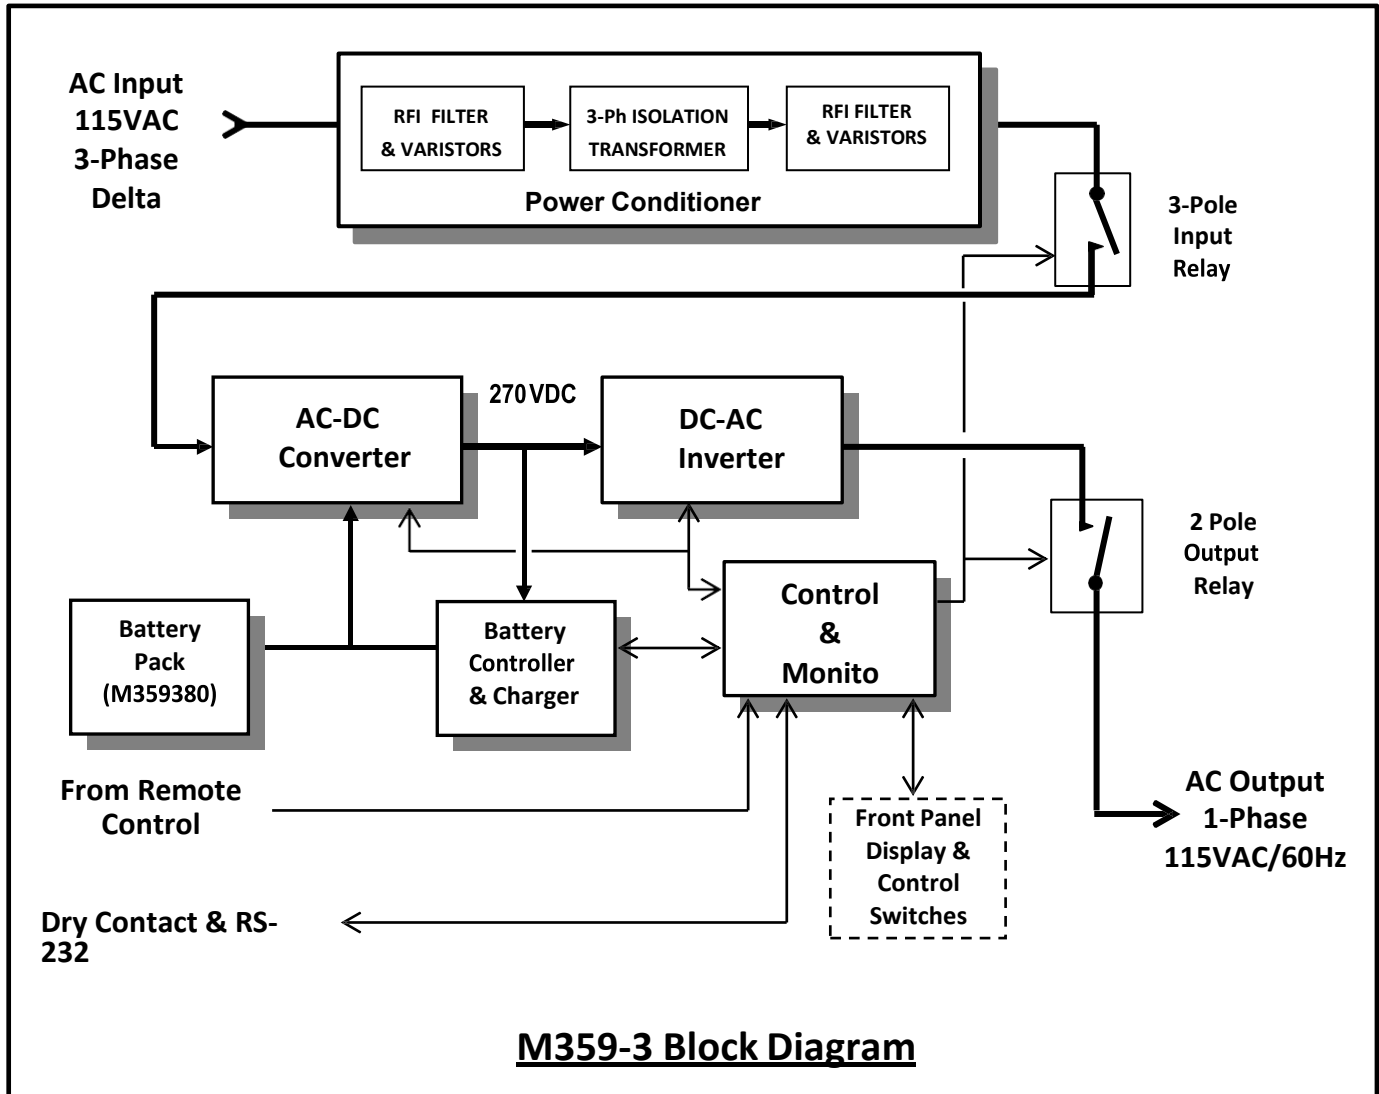 AC Input
115VAC
3-Phase
Delta
RFI FILTER
& VARISTORS
3-Ph ISOLATION
TRANSFORMER
RFI FILTER
& VARISTORS
Power Conditioner
3-Pole
Input
Relay
AC-DC
Converter
270 VDC
DC-AC
Inverter
2 Pole
Output
Relay
Battery
Pack
(M359380)
Battery
Controller
& Charger
Control
&
Monito
From Remote
Control
Front Panel
Display &
Control
Switches
AC Output
1-Phase
115VAC/60Hz
Dry Contact & RS-
232
M359-3 Block Diagram